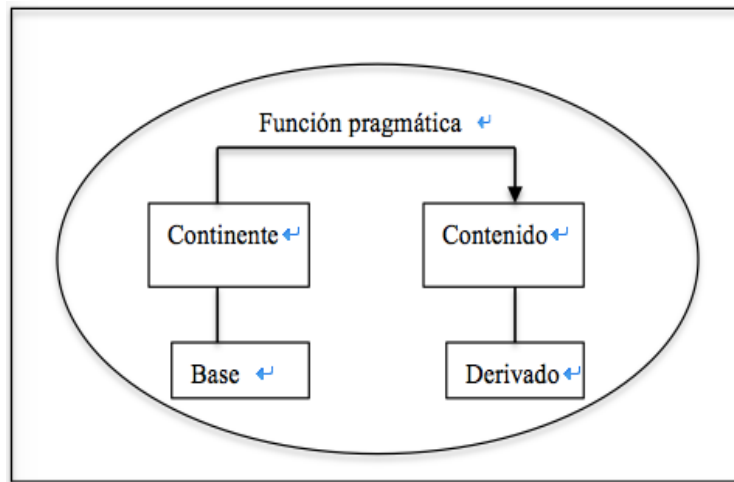 Función pragmática
Continente
Contenido
Base
Derivado